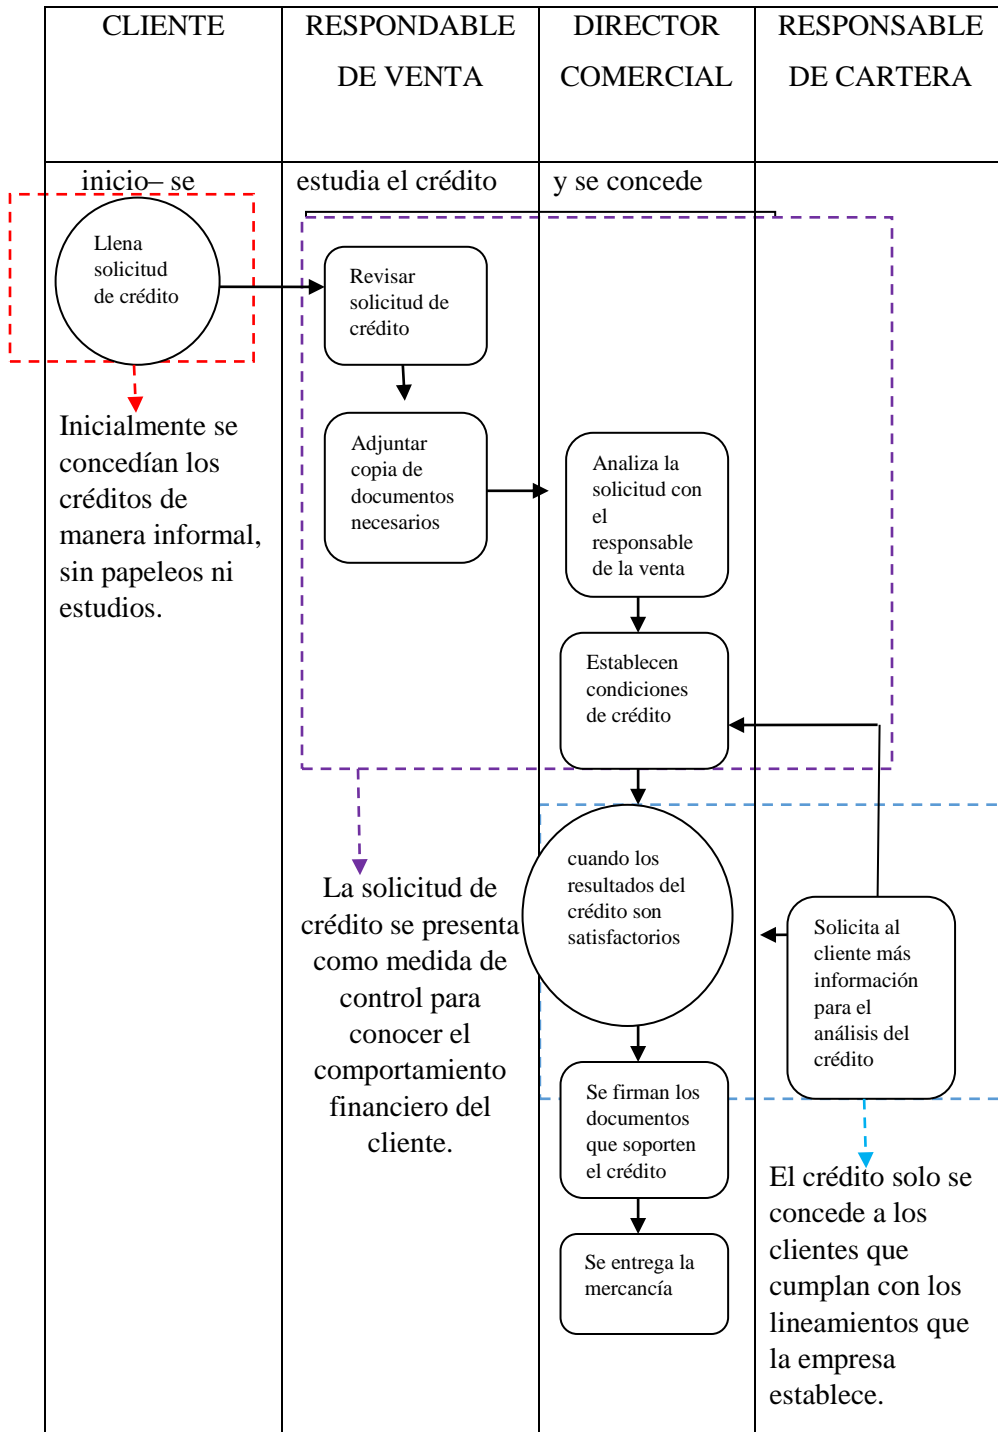 CLIENTE
RESPONDABLE
DE VENTA
DIRECTOR
COMERCIAL
RESPONSABLE
DE CARTERA
inicio– se
estudia el crédito
y se concede
Llena
solicitud
de crédito
Revisar
solicitud de
crédito
Inicialmente se
concedían los
créditos de
manera informal,
sin papeleos ni
estudios.
Adjuntar
copia de
documentos
necesarios
Analiza la
solicitud con
el
responsable
de la venta
Establecen
condiciones
de crédito
La solicitud de
crédito se presenta
como medida de
control para
conocer el
comportamiento
financiero del
cliente.
cuando los
resultados del
crédito son
satisfactorios
Solicita al
cliente más
información
para el
análisis del
crédito
Se firman los
documentos
que soporten
el crédito
Se entrega la
mercancía
El crédito solo se
concede a los
clientes que
cumplan con los
lineamientos que
la empresa
establece.